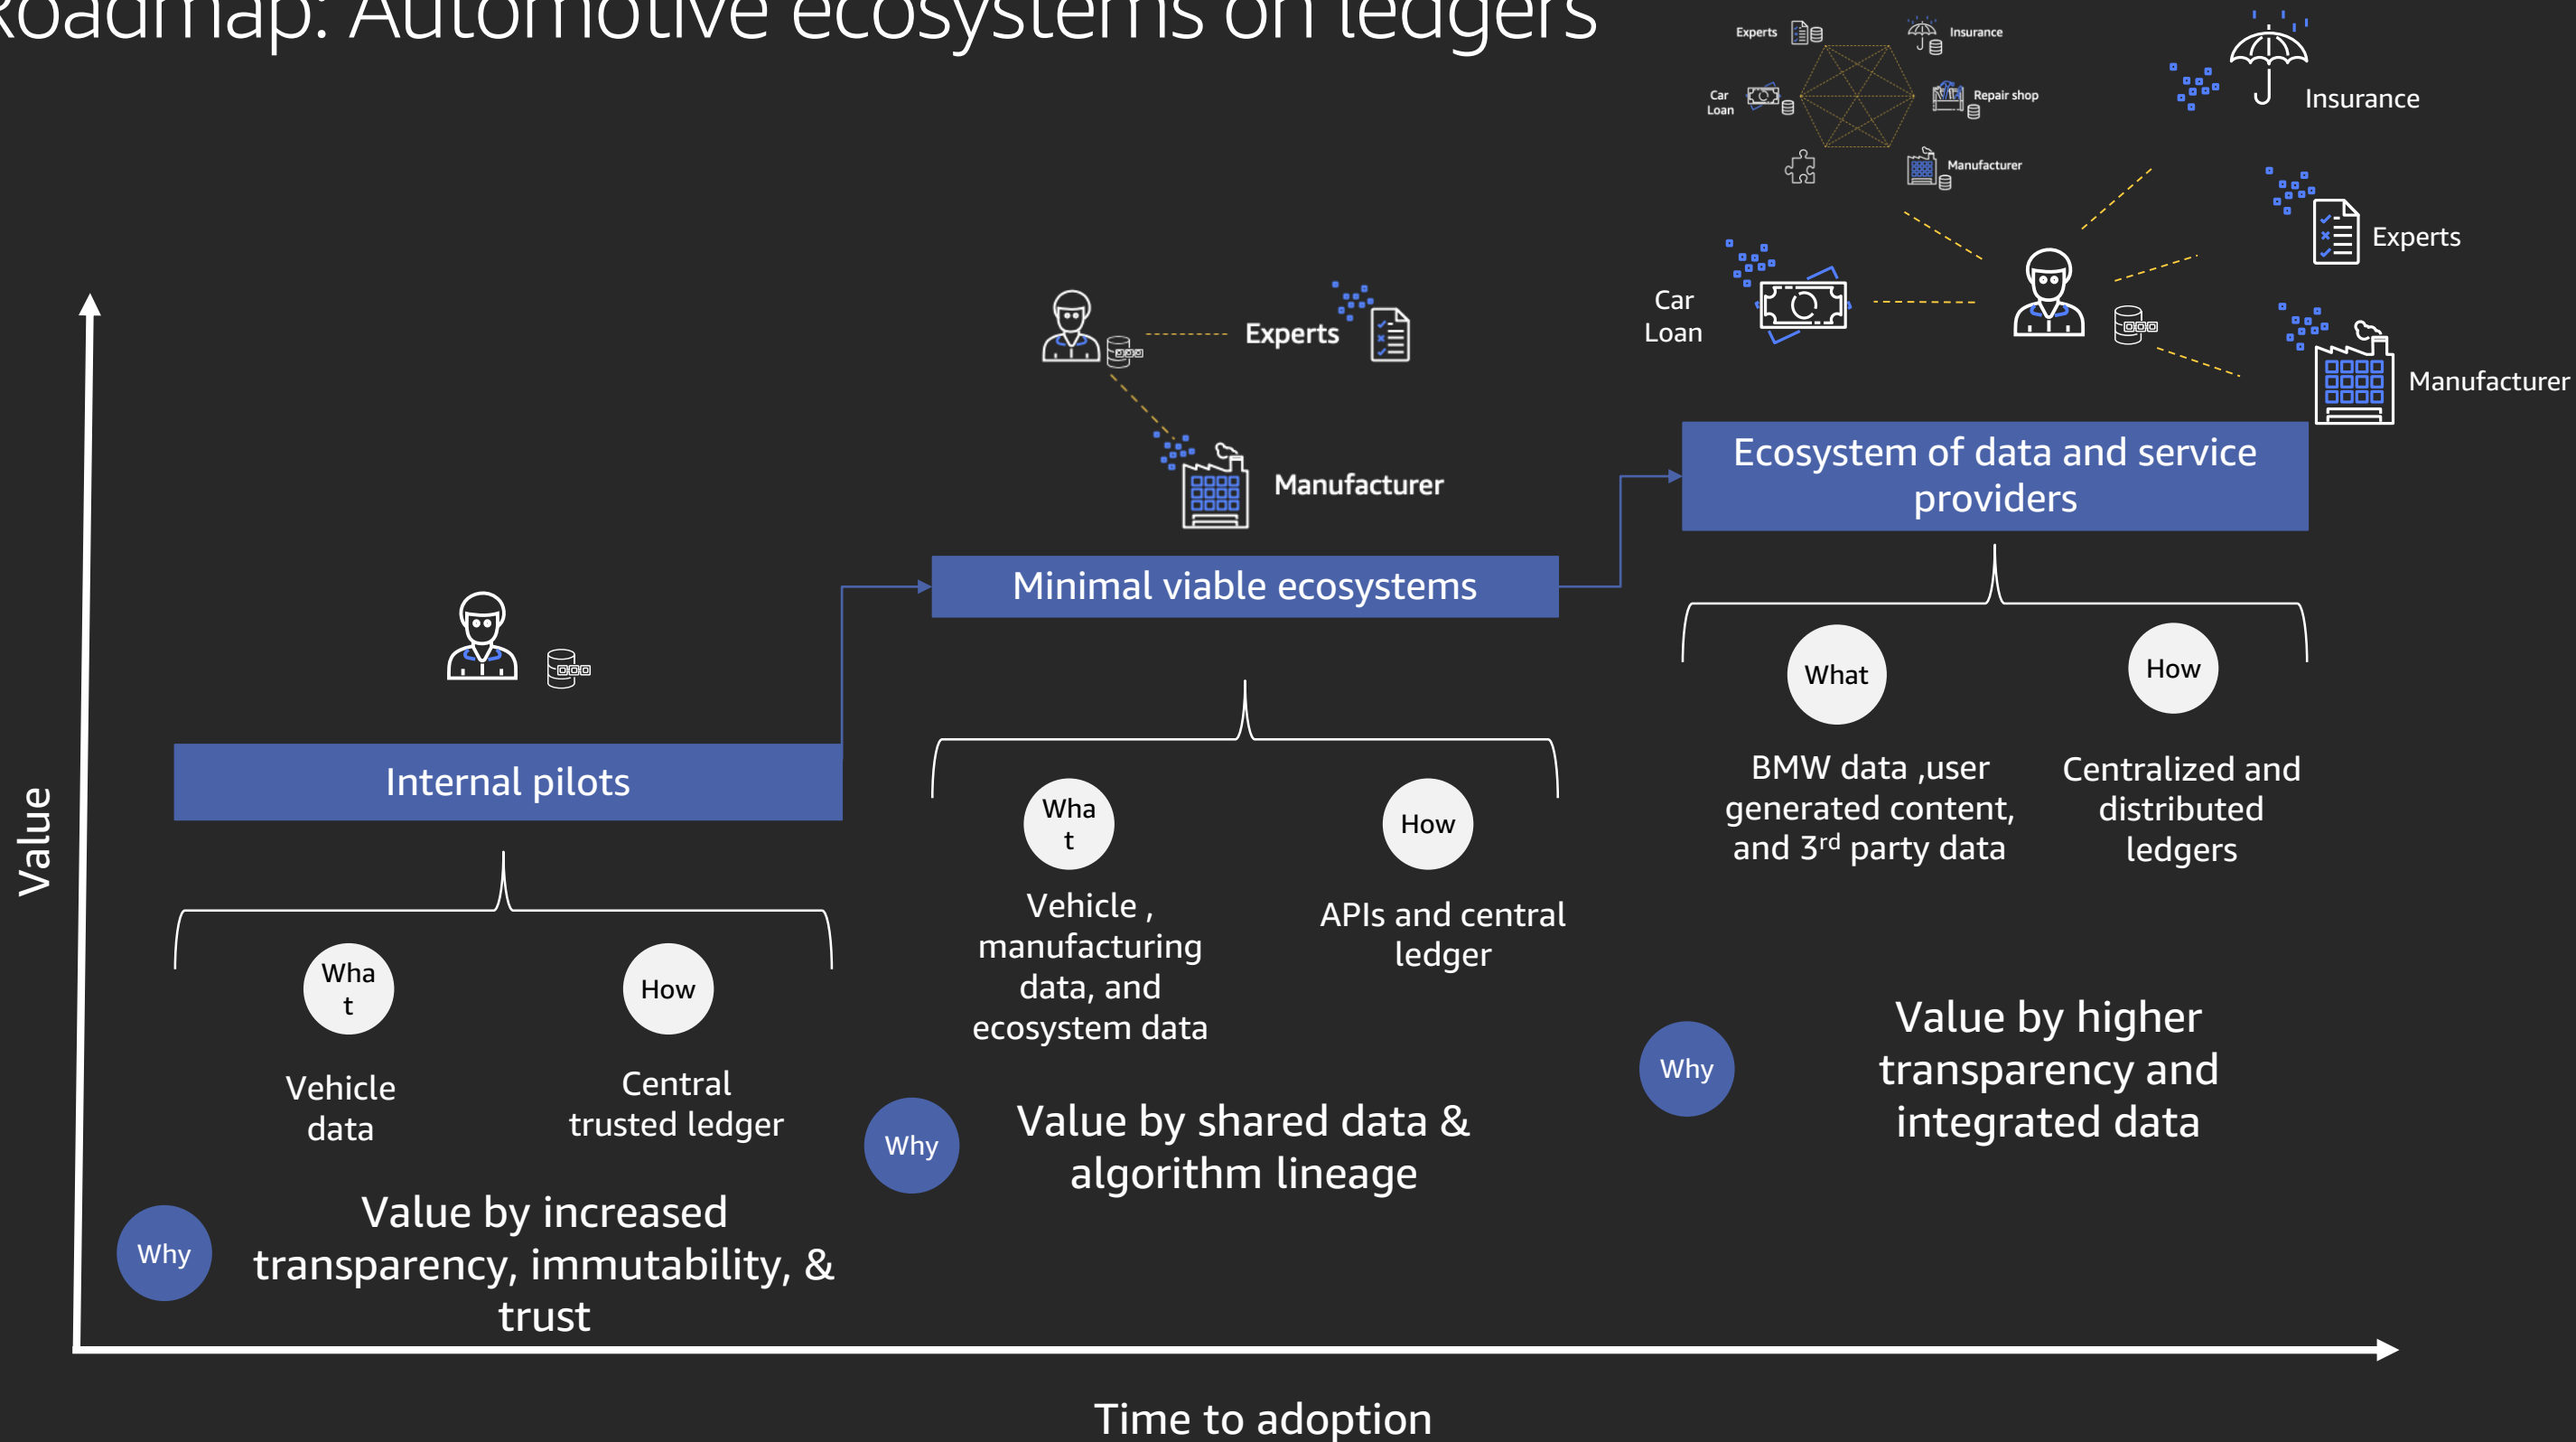 Roadmap: Automotive ecosystems on ledgers
Experts
Insurance
Car
Loan
Repair shop
Manufacturer
Insurance
Experts
Car
Loan
Manufacturer
Experts
Manufacturer
Ecosystem of data and service
providers
Minimal viable ecosystems
Internal pilots
What
How
BMW data ,user
generated content,
and 3rd party data
Centralized and
distributed
ledgers
Why
Value by higher
transparency and
integrated data
Wha
t
How
Vehicle ,
manufacturing
data, and
ecosystem data
APIs and central
ledger
Why
Value by shared data &
algorithm lineage
Wha
t
How
Vehicle
data
Central
trusted ledger
Why
Value by increased
transparency, immutability, &
trust
Value
Time to adoption